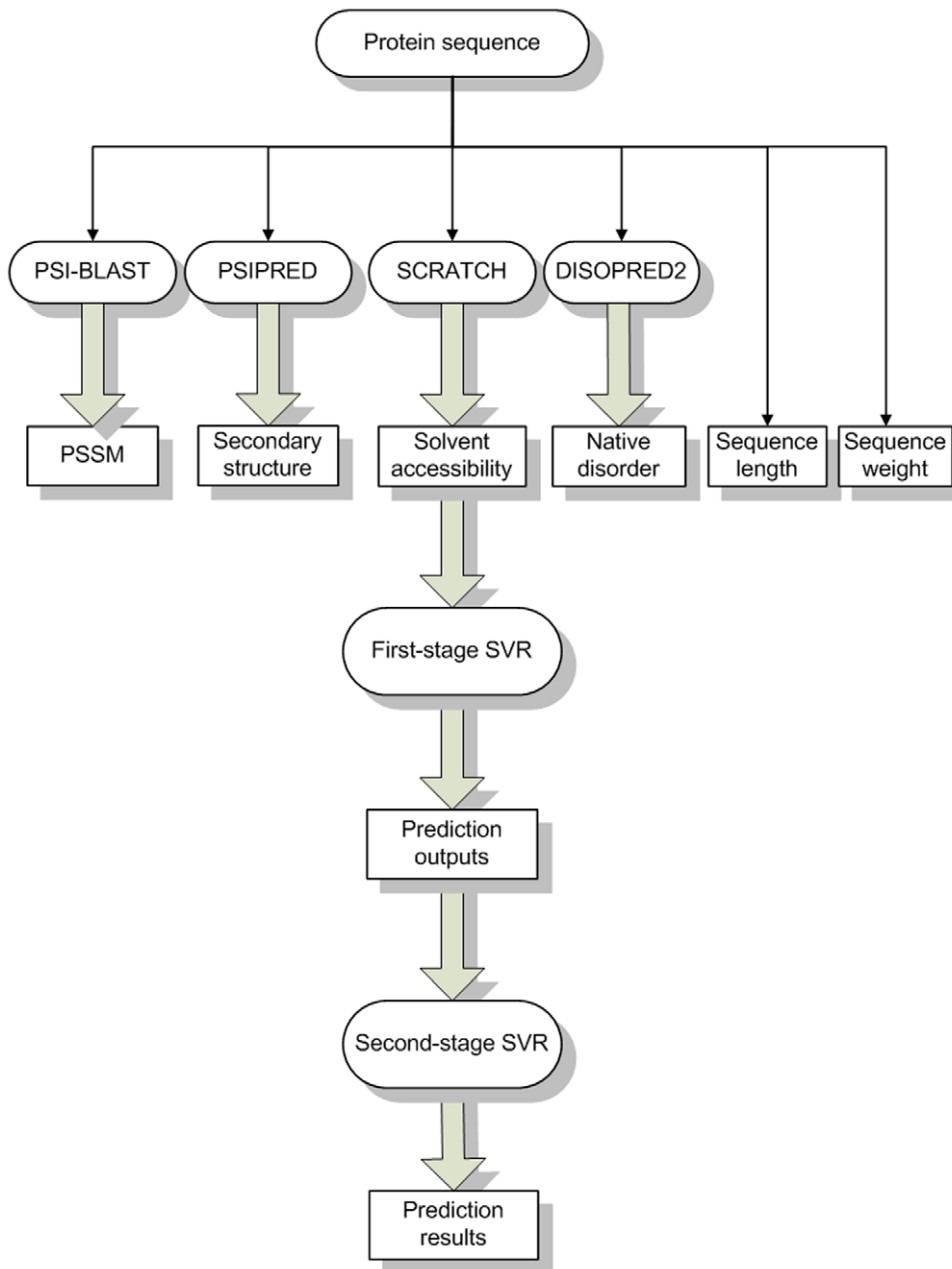 Protein sequence
PSI-BLAST
PSIPRED
SCRATCH
DISOPRED2
PSSM
Secondary
structure
Solvent
accessibility
Native
disorder
Sequence
length
Sequence
weight
First-stage SVR
Prediction
outputs
Second-stage SVR
Prediction
results